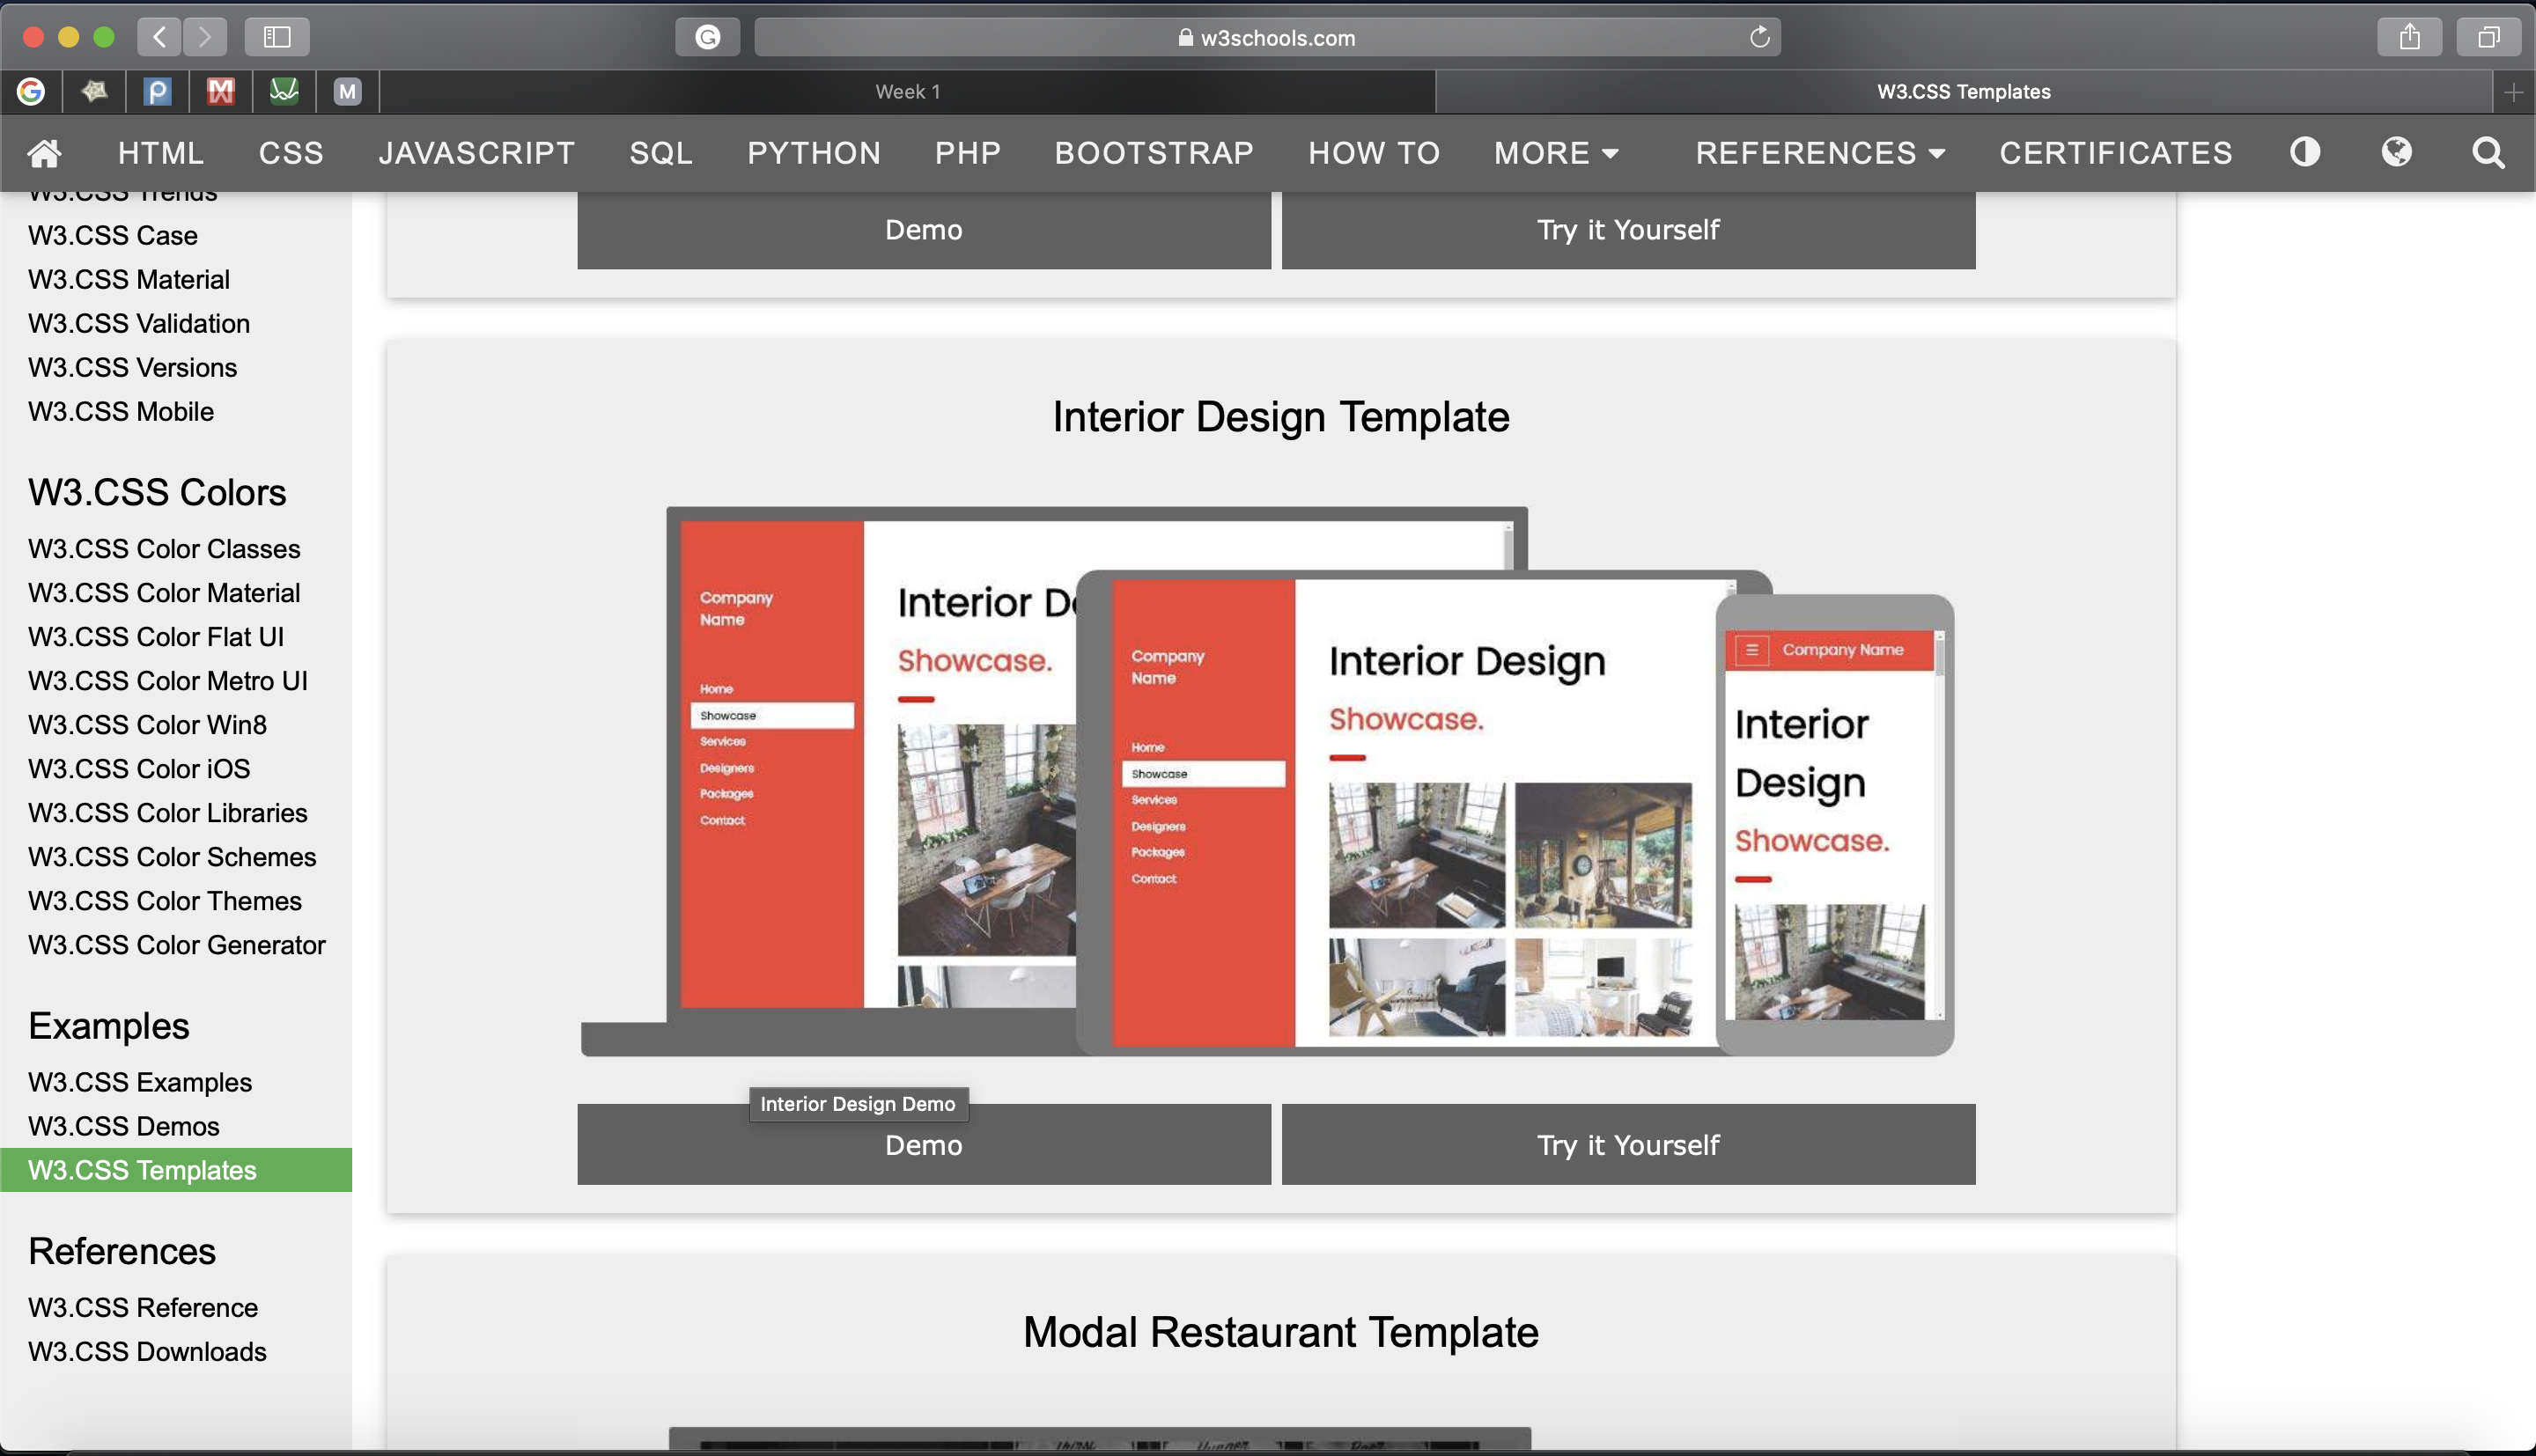 w3schools.com
M
Week 1
W3.CSS Templates
HTML CSS JAVASCRIPT SQL PYTHON PHP BOOTSTRAP HOW TO MORE REFERENCES CERTIFICATES
W3.CSS Trends
W3.CSS Case
W3.CSS Material
W3.CSS Validation
W3.CSS Versions
W3.CSS Mobile
W3.CSS Colors
W3.CSS Color Classes
W3.CSS Color Material
W3.CSS Color Flat UI
W3.CSS Color Metro UI
W3.CSS Color Win8
W3.CSS Color iOS
W3.CSS Color Libraries
W3.CSS Color Schemes
W3.CSS Color Themes
W3.CSS Color Generator
Examples
W3.CSS Examples
W3.CSS Demos
W3.CSS Templates
References
W3.CSS Reference
W3.CSS Downloads
Demo
Try it Yourself
Interior Design Template
Company
Name
Home
Showcase
Services
Designers
Packages
Contact
Interior De
Showcase.
Company
Name
Home
Showcase
Services
Designers
Packages
Contact
Interior Design
Showcase.
Company Name
Interior
Design
Showcase.
Interior Design Demo
Demo
Try it Yourself
Modal Restaurant Template